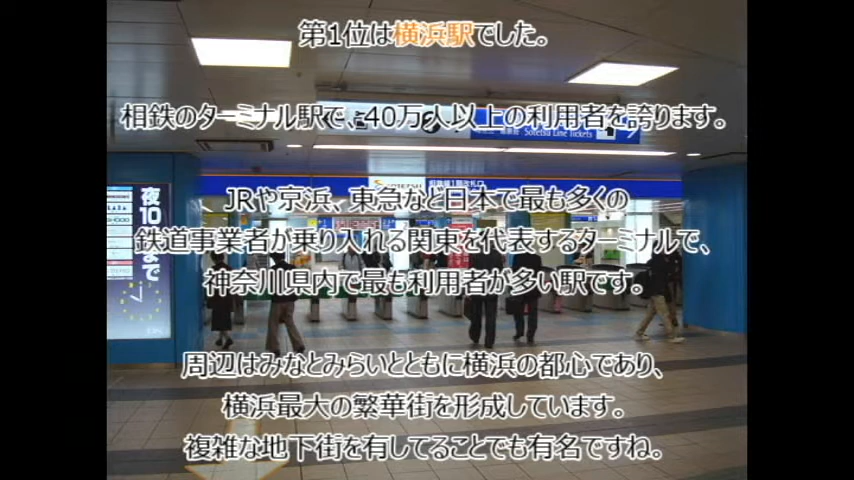 第1位は横浜駅でした。
相鉄のターミナル駅で、40万人以上の利用者を誇ります。
Sotetsu Line Tickets
JRや京浜、東急など日本で最も多くの
鉄道事業者が乗り入れる関東を代表するターミナルで、
神奈川県内で最も利用者が多い駅です。
夜10時まで
周辺はみなとみらいとともに横浜の都心であり、
横浜最大の繁華街を形成しています。
複雑な地下街を有してることでも有名ですね。